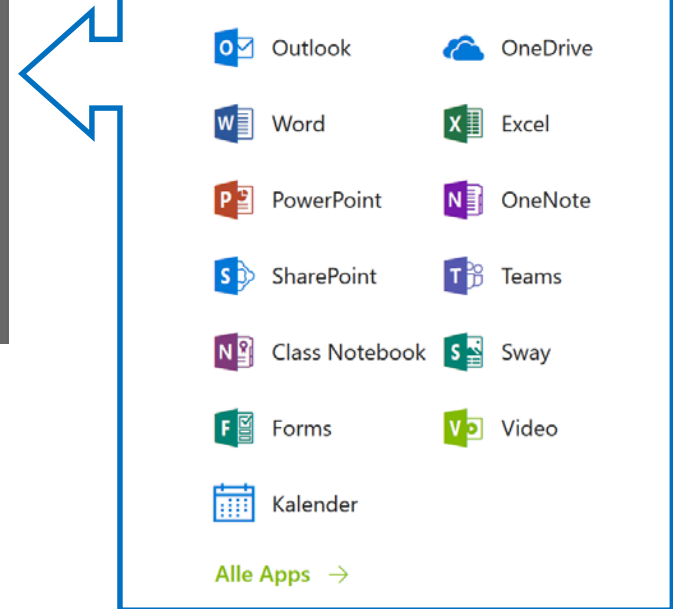 Outlook OneDrive
Word Excel
PowerPoint OneNote
SharePoint Teams
Class Notebook Sway
Forms Video
Kalender
Alle Apps →